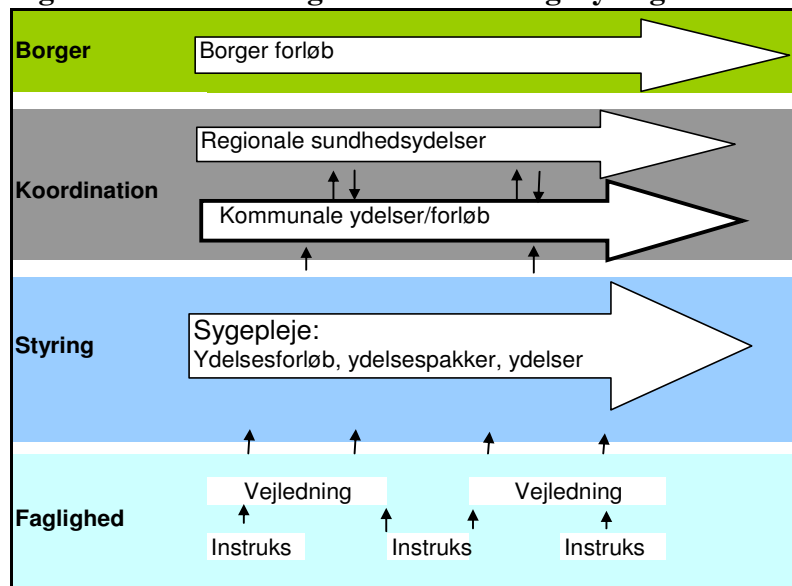 Borger
Borger forløb
Regionale sundhedsydelser
Koordination
Kommunale ydelser/forløb
Sygepleje:
Styring
Ydelsesforløb, ydelsespakker, ydelser
Vejledning Vejledning
Faglighed
Instruks Instruks Instruks